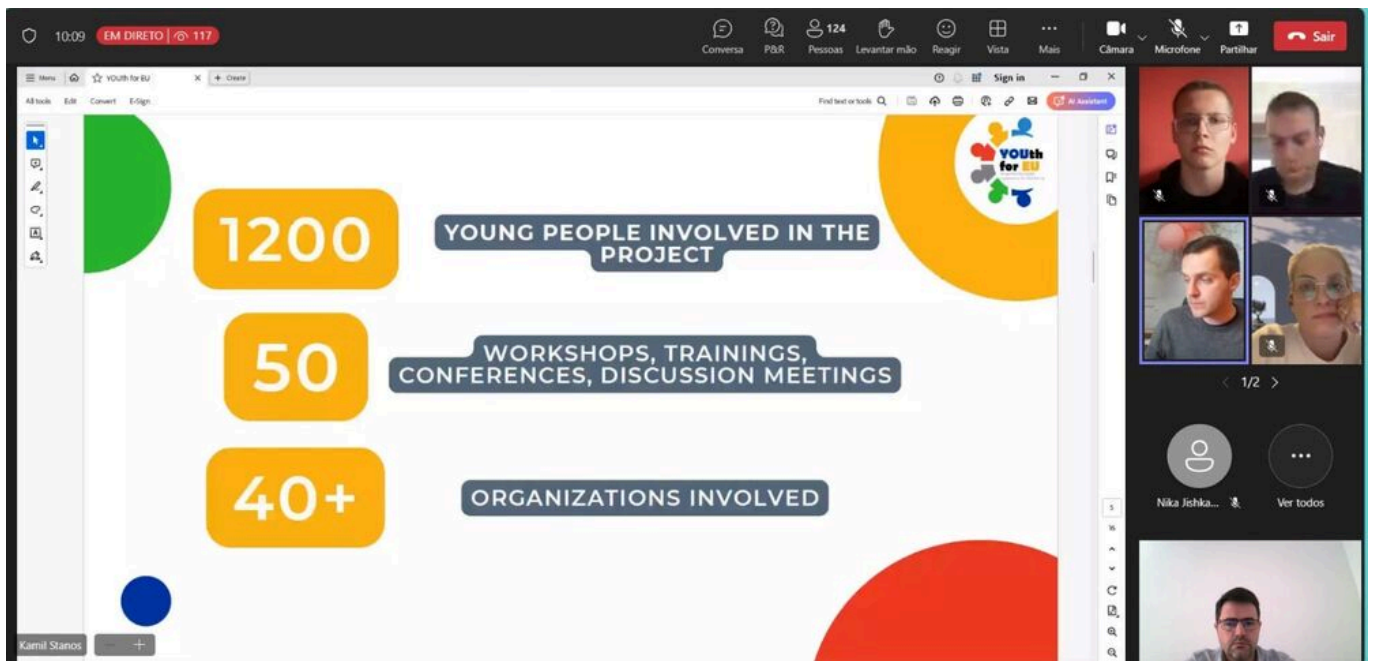 10:09
EM DIRETO | 117
Conversa
P&R
124
Pessoas
Levantar mão
Reagir
Vista
Mais
Câmara
Microfone
Partilhar
Sair
Menu
YOUth for EU
+ Create
Sign in
All tools
Edit
Convert
E-Sign
Find text or tools
AI Assistant
YOUth
for EU
1200
YOUNG PEOPLE INVOLVED IN THE
PROJECT
50
WORKSHOPS, TRAININGS,
CONFERENCES, DISCUSSION MEETINGS
40+
ORGANIZATIONS INVOLVED
1/2
Nika Jishka...
Ver todos
5
16
Kamil Stanos